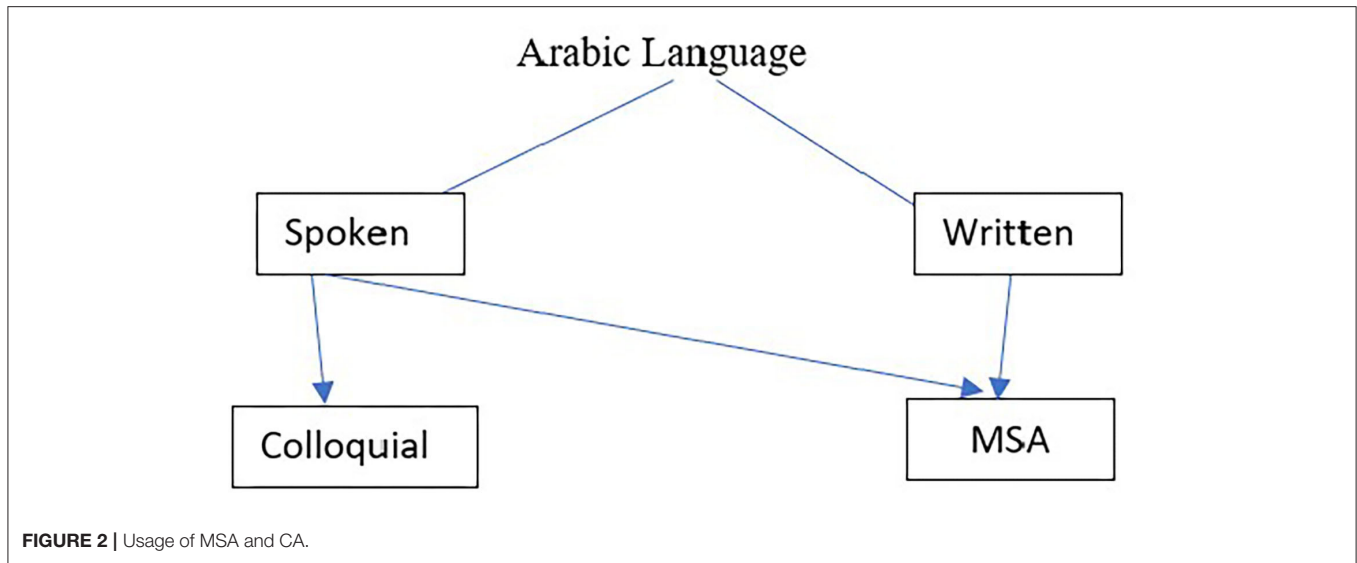 Arabic Language
Spoken
Written
Colloquial
MSA
FIGURE 2 | Usage of MSA and CA.